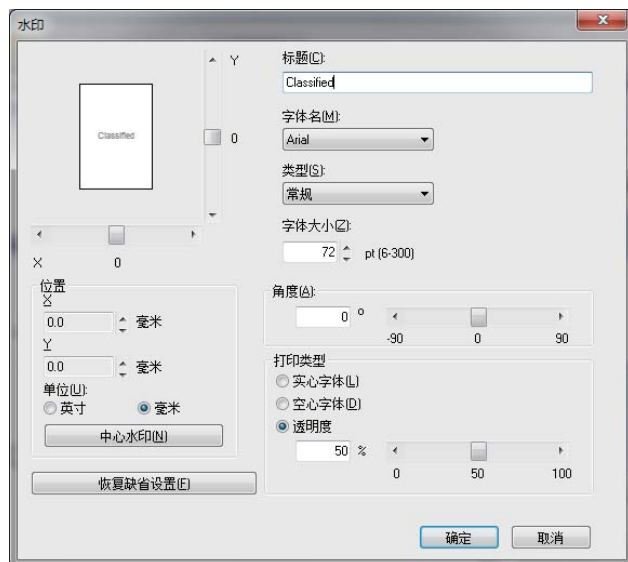 水印
Y
Classified
0
X 0
位置
X
0.0 毫米
Y
0.0 毫米
单位(U):
英寸 毫米
中心水印(N)
恢复缺省设置(F)
标题(C):
Classified
字体名(M):
Arial
类型(S):
常规
字体大小(Z):
72 pt (6-300)
角度(A):
0 °
-90 0 90
打印类型
实心字体(L)
空心字体(D)
透明度
50 %
0 50 100
确定 取消